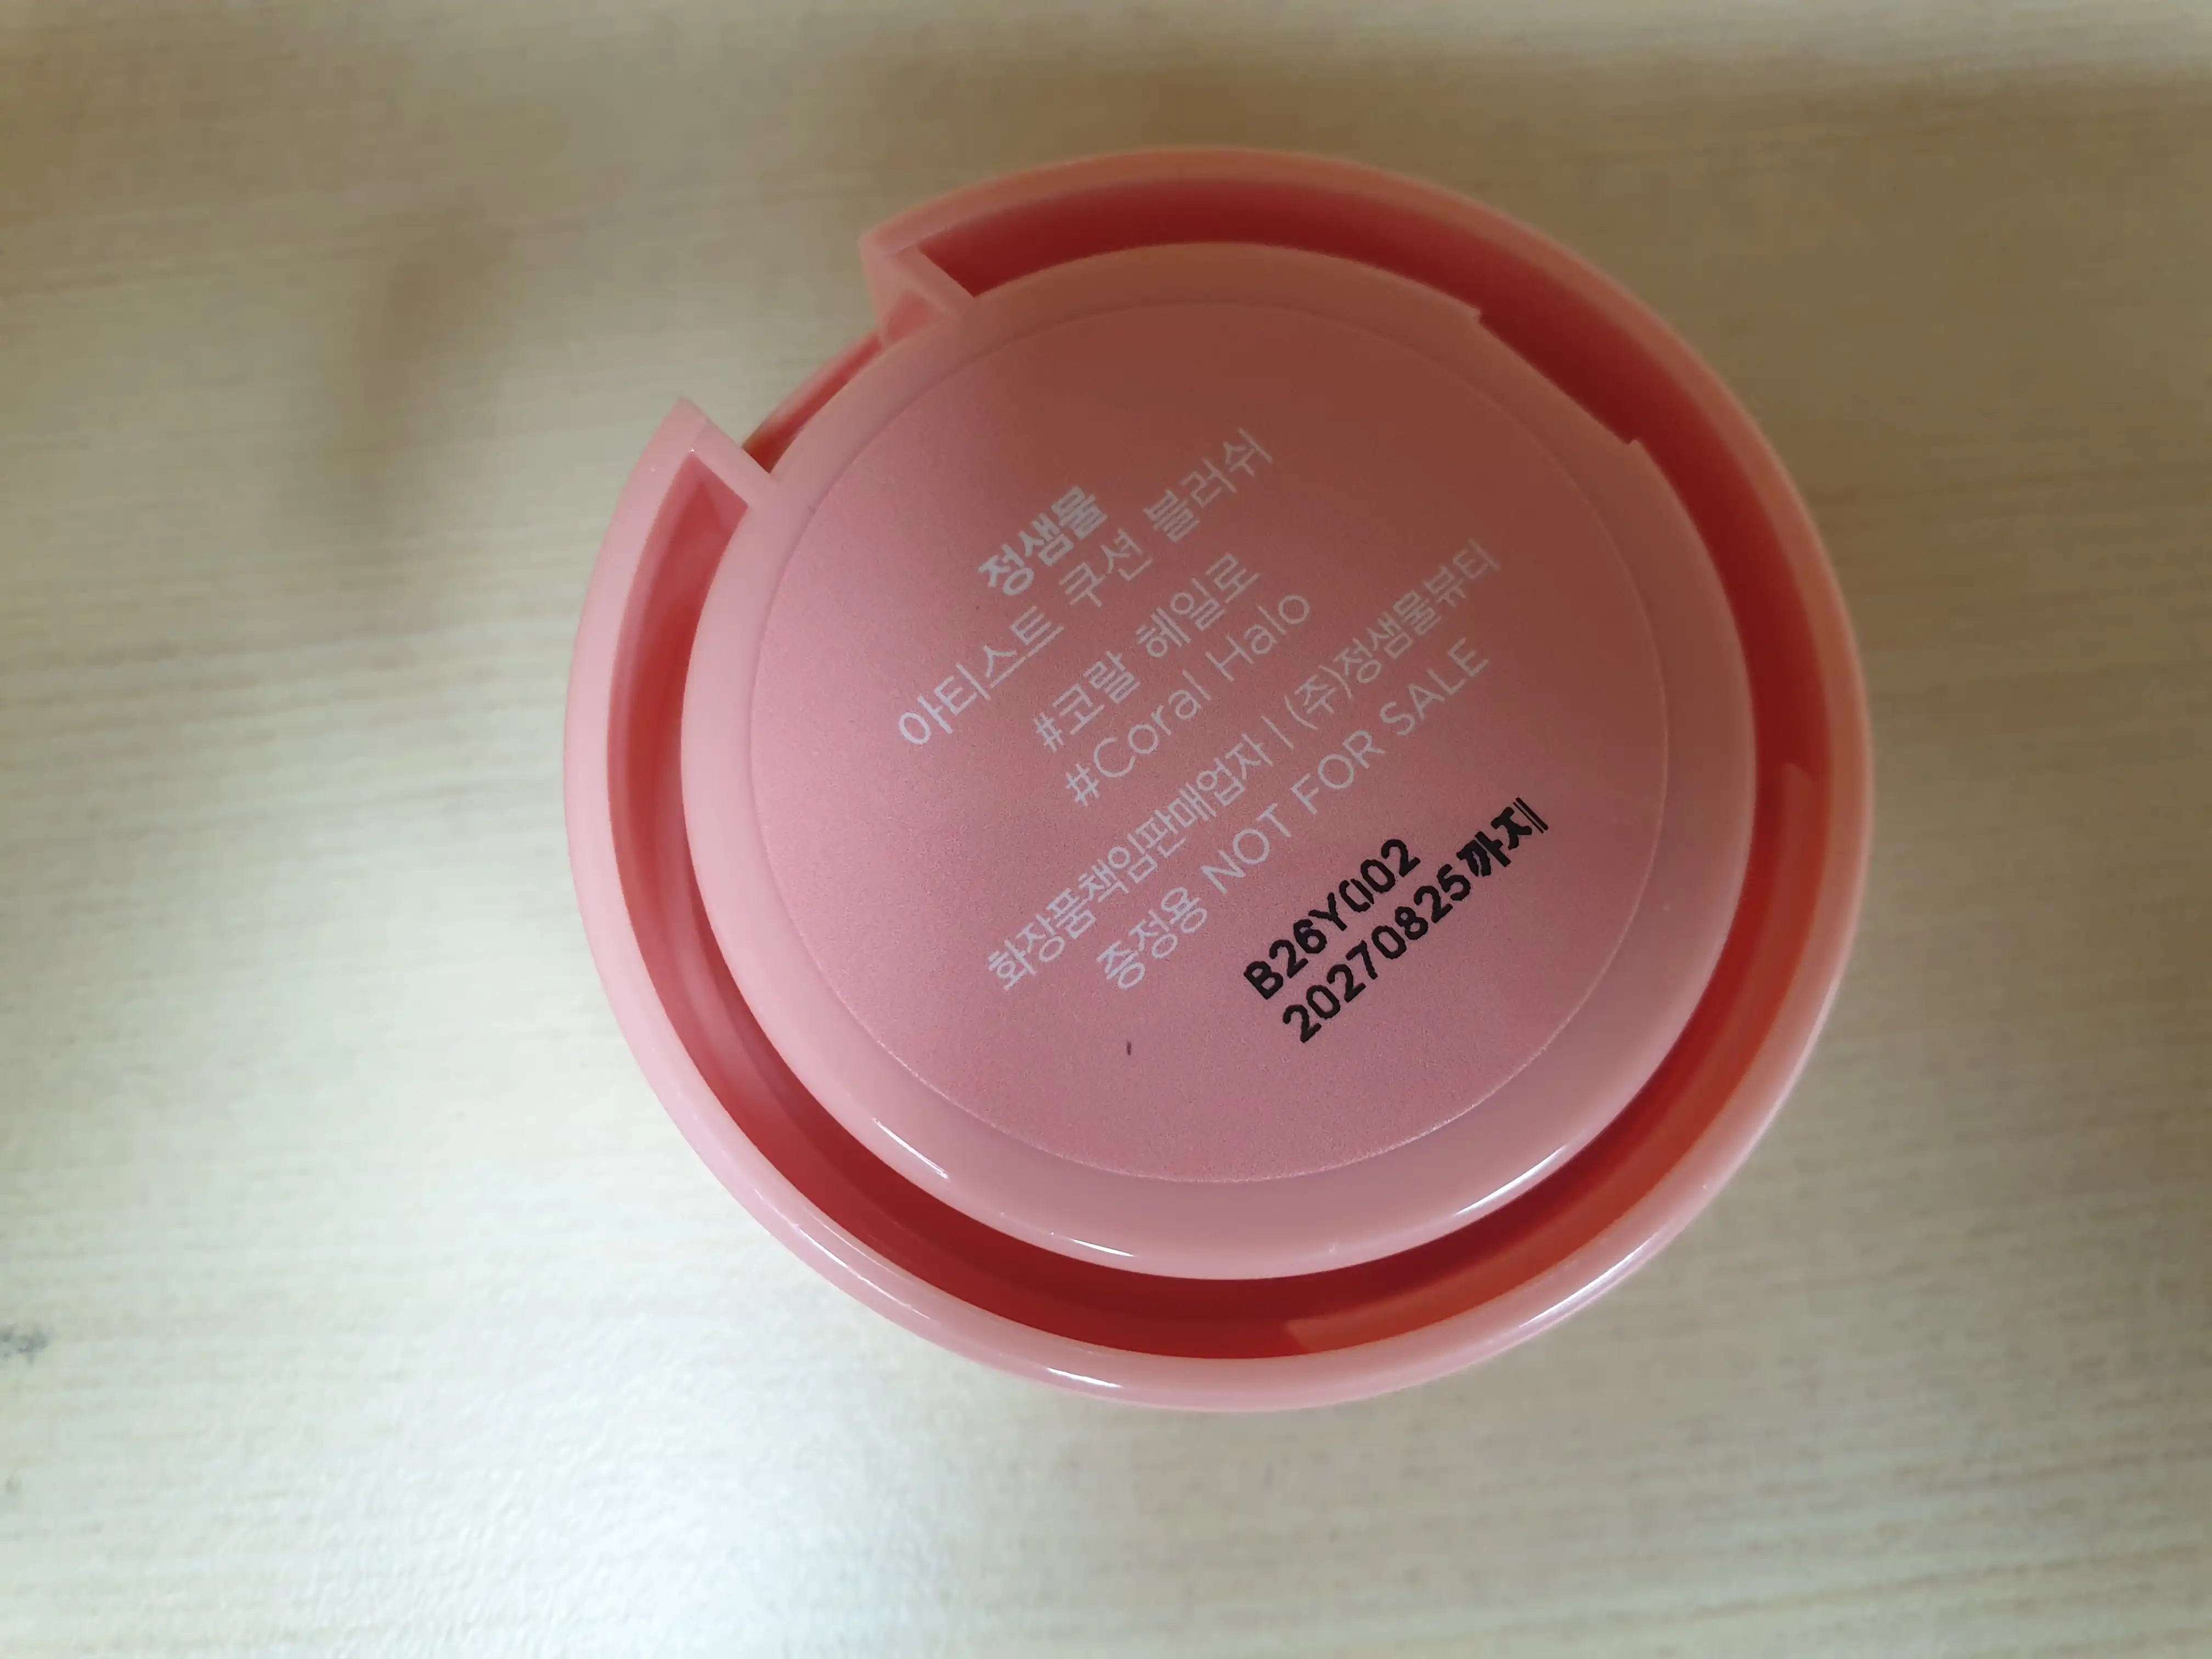 정샘물
아티스트 쿠션 블러쉬
#코랄 헤일로
#Coral Halo
화장품책임판매업자 | (주)정샘물뷰티
증정용 NOT FOR SALE
B26Y002
20270825까지